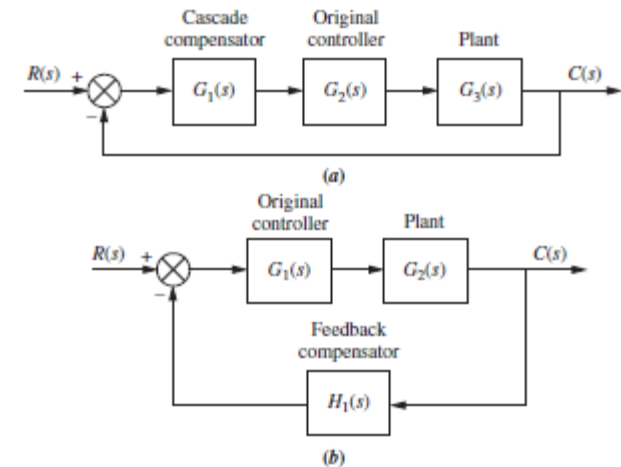 Cascade Original
compensator controller Plant
R(s) + G₁(s) G₂(s) G₃(s) C(s)
−
(a)
Original
controller Plant
R(s) + G₁(s) G₂(s) C(s)
−
Feedback
compensator
H₁(s)
(b)